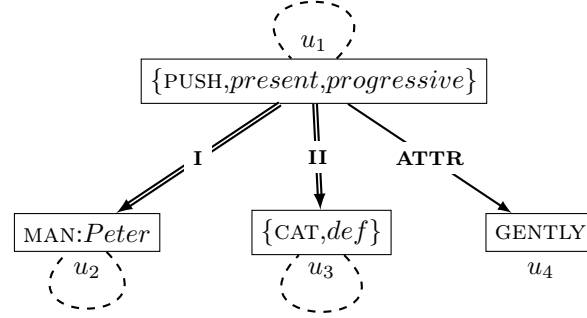 u₁
{PUSH,present,progressive}
I II ATTR
MAN:Peter {CAT,def} GENTLY
u₂ u₃ u₄